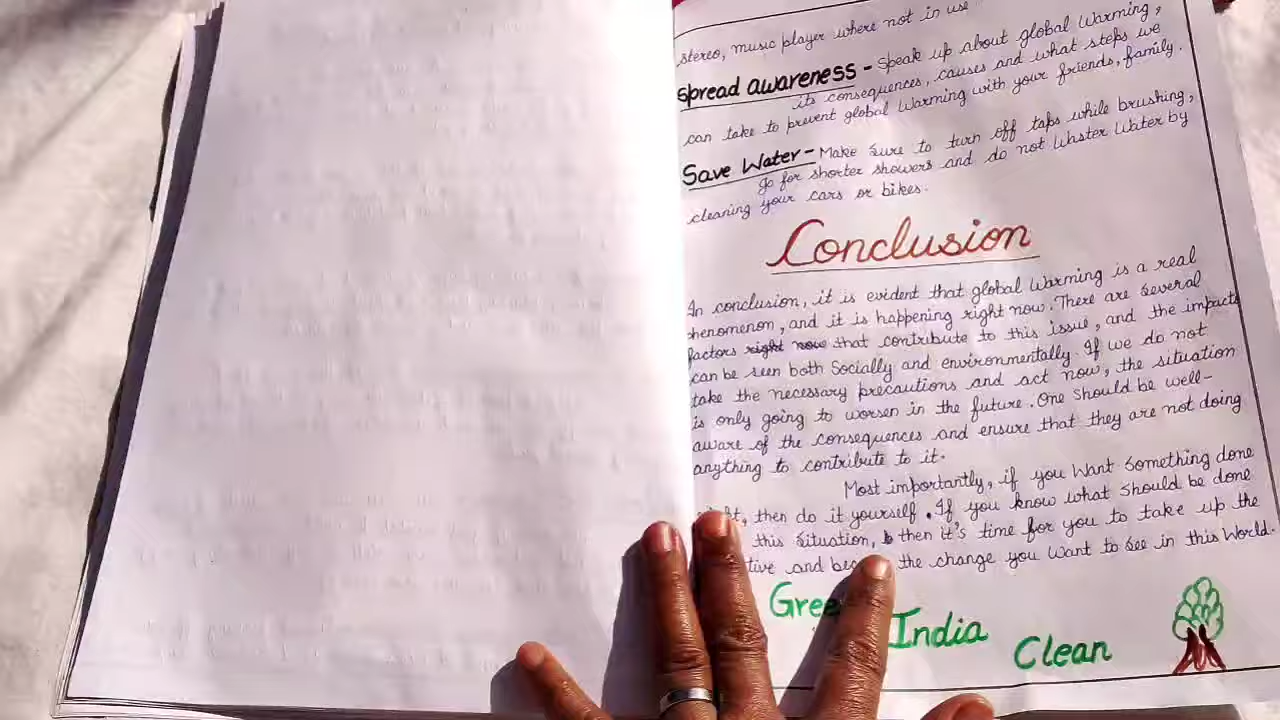 stereo, music player where not in use
Spread awareness - Speak up about global Warming,
its consequences, causes and what steps we
can take to prevent global Warming with your friends, family.
Save Water - Make Sure to turn off taps while brushing,
go for shorter showers and do not Waster Water by
cleaning your cars or bikes.
Conclusion
In conclusion, it is evident that global Warming is a real
phenomenon, and it is happening right now. There are several
factors right now that contribute to this issue, and the impacts
can be seen both Socially and environmentally. If we do not
take the necessary precautions and act now, the situation
is only going to worsen in the future. One Should be well-
aware of the consequences and ensure that they are not doing
anything to contribute to it.
Most importantly, if you Want Something done
then do it yourself. If you know what Should be done
this Situation, then it's time for you to take up the
and the change you Want to See in this World.
India
Clean